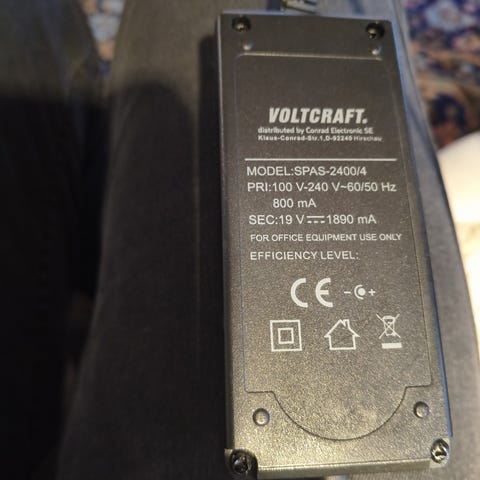 VOLTCRAFT.
distributed by Conrad Electronic SE
Klaus-Conrad-Str.1,D-92240 Hirschau
MODEL:SPAS-2400/4
PRI:100 V-240 V~60/50 Hz
800 mA
SEC:19 V⎓1890 mA
FOR OFFICE EQUIPMENT USE ONLY
EFFICIENCY LEVEL:
CE - +